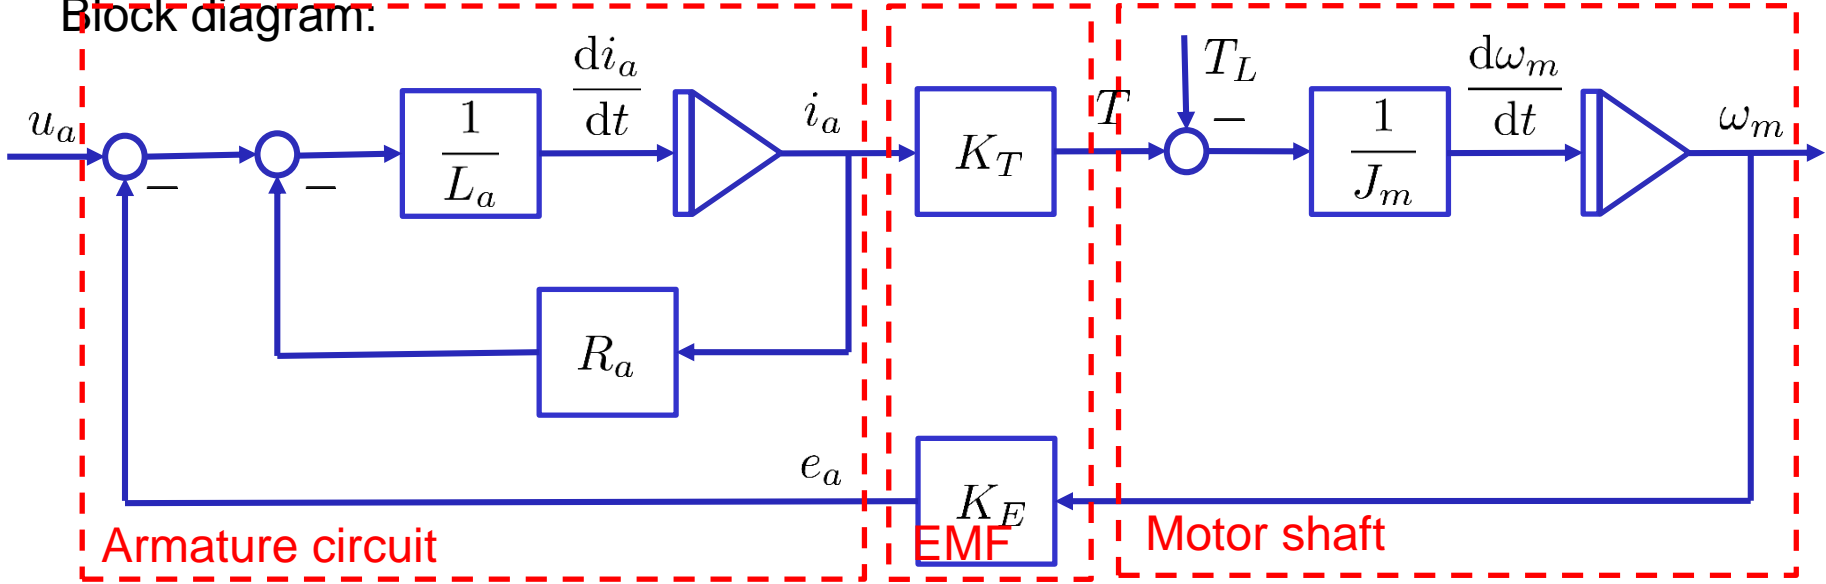 Block diagram:
u_a
−
−
1/L_a
di_a/dt
i_a
K_T
T
T_L
−
1/J_m
dω_m/dt
ω_m
R_a
e_a
K_E
Armature circuit
EMF
Motor shaft